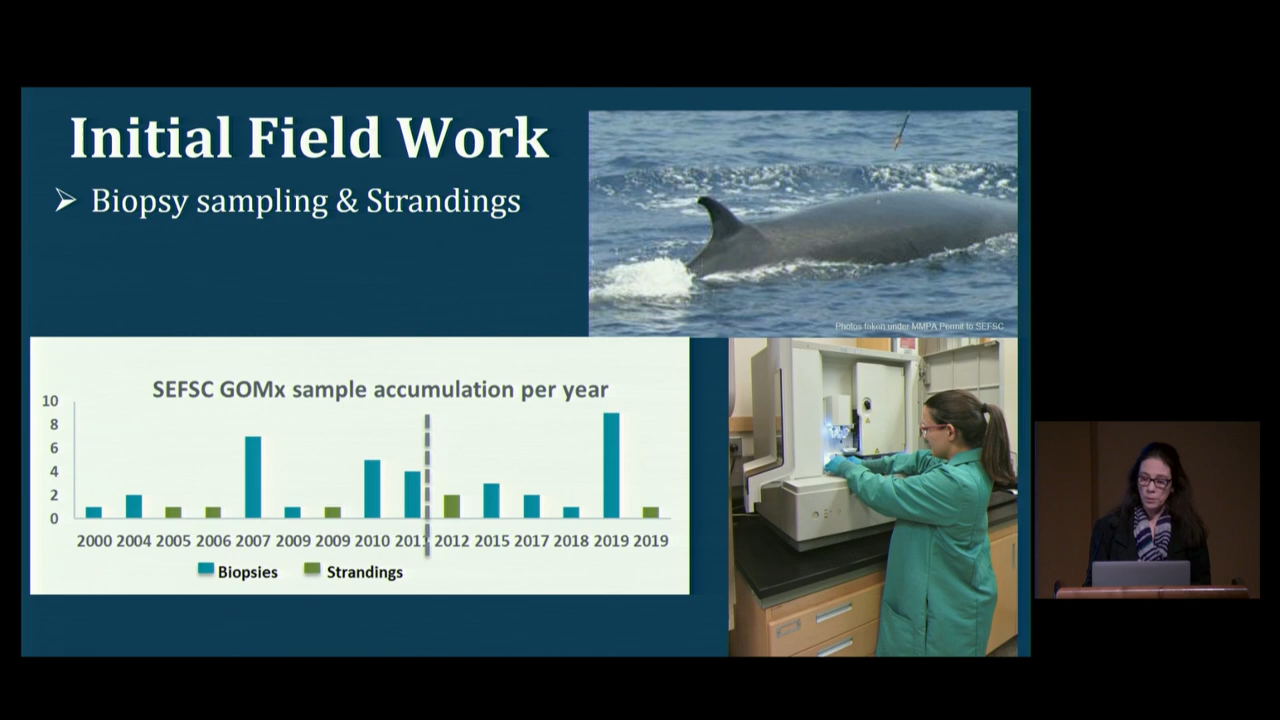 Initial Field Work
➢ Biopsy sampling & Strandings
Photos taken under MMPA Permit to SEFSC
SEFSC GOMx sample accumulation per year
10
8
6
4
2
0
2000 2004 2005 2006 2007 2009 2009 2010 2011 2012 2015 2017 2018 2019 2019
Biopsies Strandings